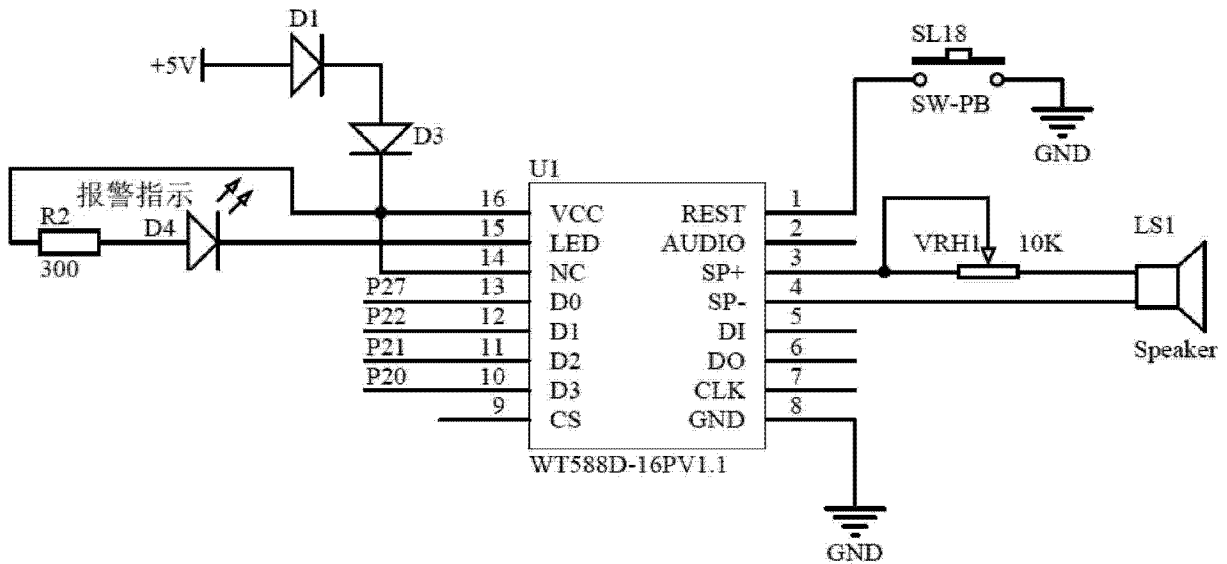 D1
+5V
D3
报警指示
R2
D4
300
P27
P22
P21
P20
U1
16 VCC REST 1
15 LED AUDIO 2
14 NC SP+ 3
13 D0 SP- 4
12 D1 DI 5
11 D2 DO 6
10 D3 CLK 7
9 CS GND 8
WT588D-16PV1.1
SL18
SW-PB
GND
VRH1 10K
LS1
Speaker
GND